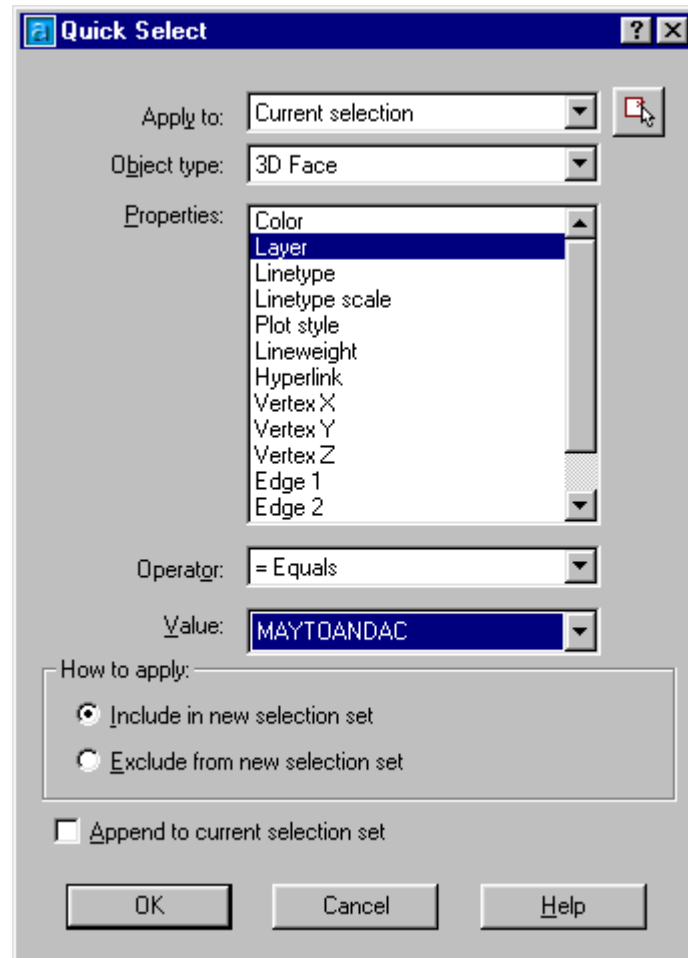 Quick Select
Apply to: Current selection
Object type: 3D Face
Properties: Color
Layer
Linetype
Linetype scale
Plot style
Lineweight
Hyperlink
Vertex X
Vertex Y
Vertex Z
Edge 1
Edge 2
Operator: = Equals
Value: MAYTOANDAC
How to apply:
Include in new selection set
Exclude from new selection set
Append to current selection set
OK Cancel Help